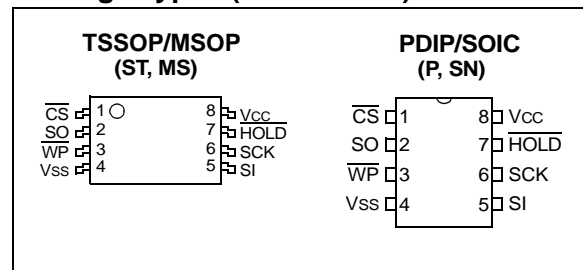 TSSOP/MSOP
(ST, MS)
CS 1 8 VCC
SO 2 7 HOLD
WP 3 6 SCK
VSS 4 5 SI
PDIP/SOIC
(P, SN)
CS 1 8 VCC
SO 2 7 HOLD
WP 3 6 SCK
VSS 4 5 SI